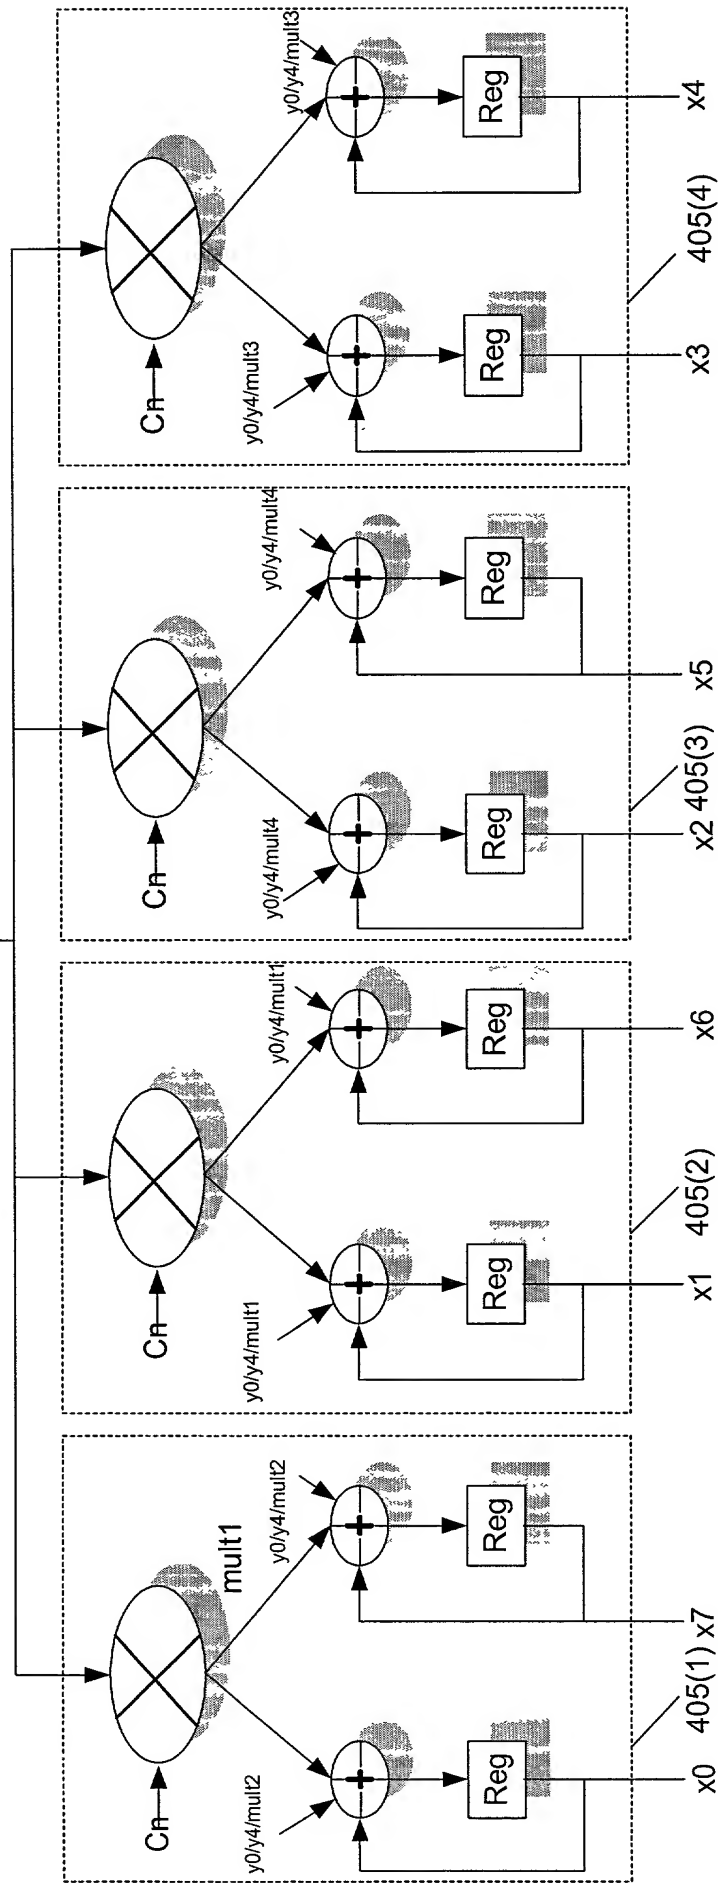 mult1
Cn
Cn
Cn
Cn
y0/y4/mult2
y0/y4/mult2
y0/y4/mult1
y0/y4/mult1
y0/y4/mult4
y0/y4/mult4
y0/y4/mult3
y0/y4/mult3
Reg
Reg
Reg
Reg
Reg
Reg
Reg
Reg
x0
405(1)
x7
x1
405(2)
x6
x2
405(3)
x5
x3
405(4)
x4